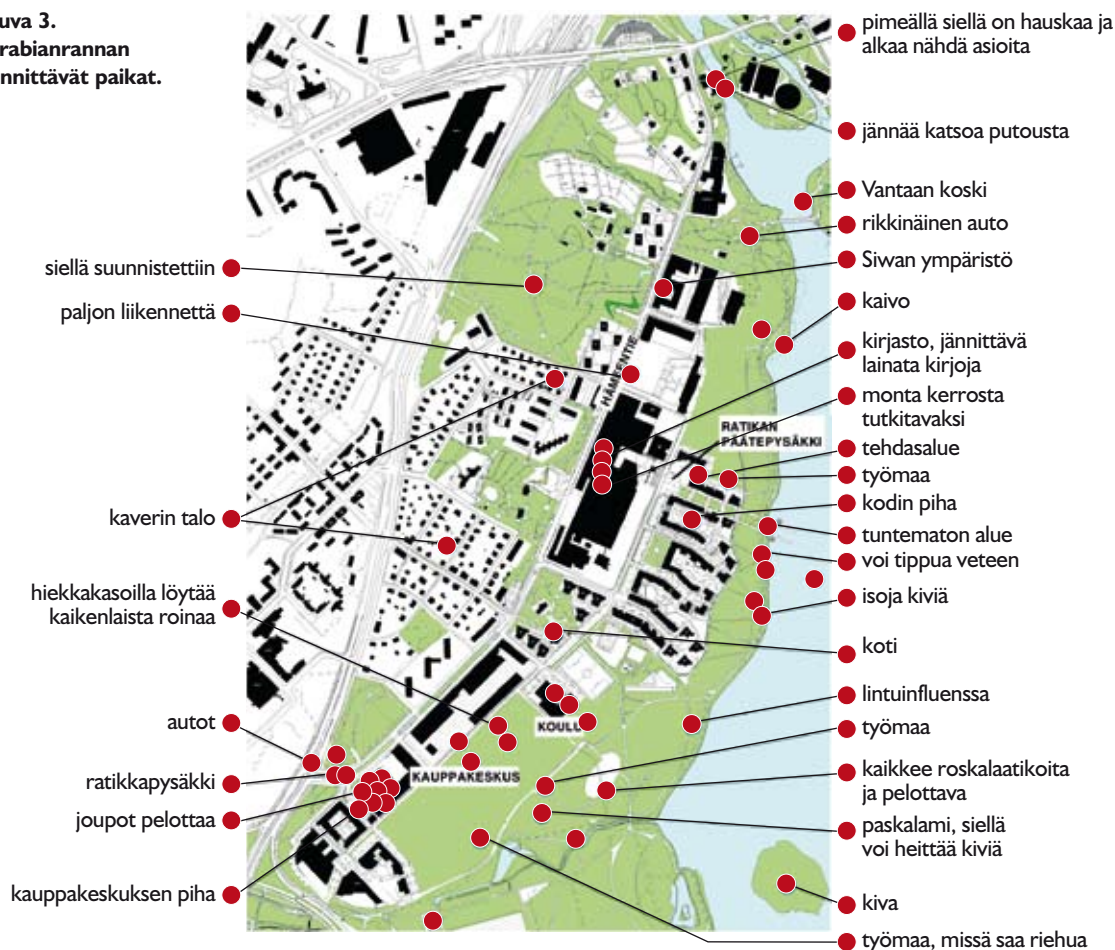 uva 3.
rabianrannan
nnittävät paikat.
siellä suunnistettiin
paljon liikennettä
kaverin talo
hiekkakasoilla löytää
kaikenlaista roinaa
autot
ratikkapysäkki
joupot pelottaa
kauppakeskuksen piha
HÄMEENTIE
RATIKAN
PÄÄTEPYSÄKKI
KOULU
KAUPPAKESKUS
pimeällä siellä on hauskaa ja
alkaa nähdä asioita
jännää katsoa putousta
Vantaan koski
rikkinäinen auto
Siwan ympäristö
kaivo
kirjasto, jännittävä
lainata kirjoja
monta kerrosta
tutkitavaksi
tehdasalue
työmaa
kodin piha
tuntematon alue
voi tippua veteen
isoja kiviä
koti
lintuinfluenssa
työmaa
kaikkee roskalaatikoita
ja pelottava
paskalami, siellä
voi heittää kiviä
kiva
työmaa, missä saa riehua